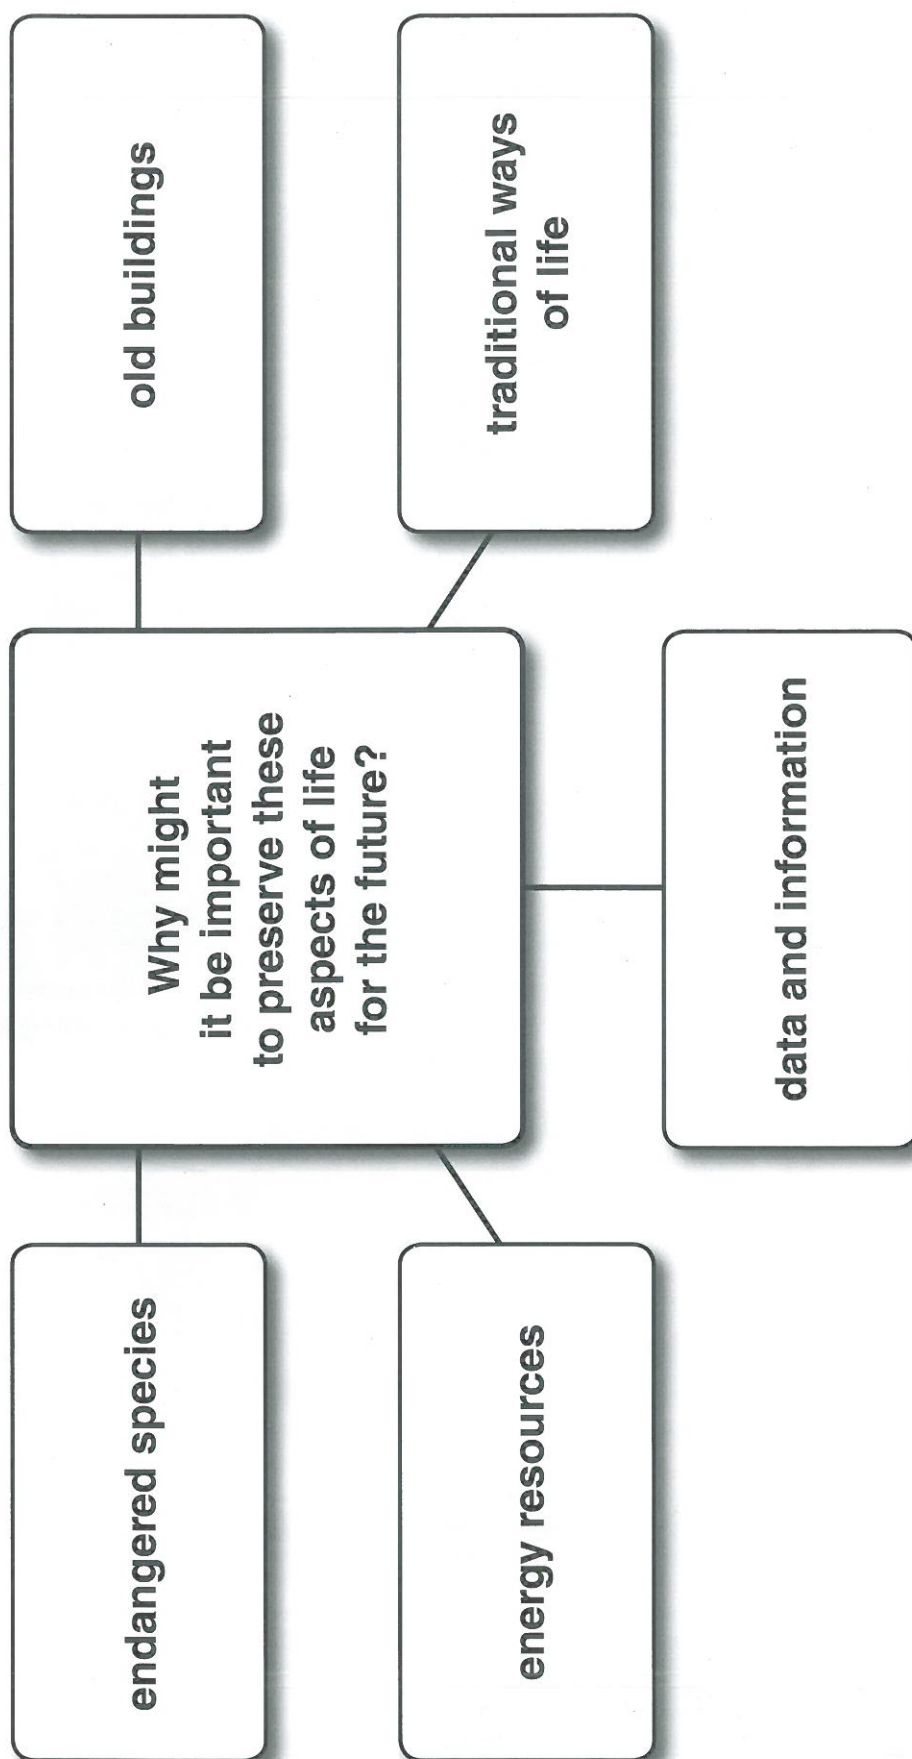 endangered species
Why might
it be important
to preserve these
aspects of life
for the future?
old buildings
energy resources
traditional ways
of life
data and information